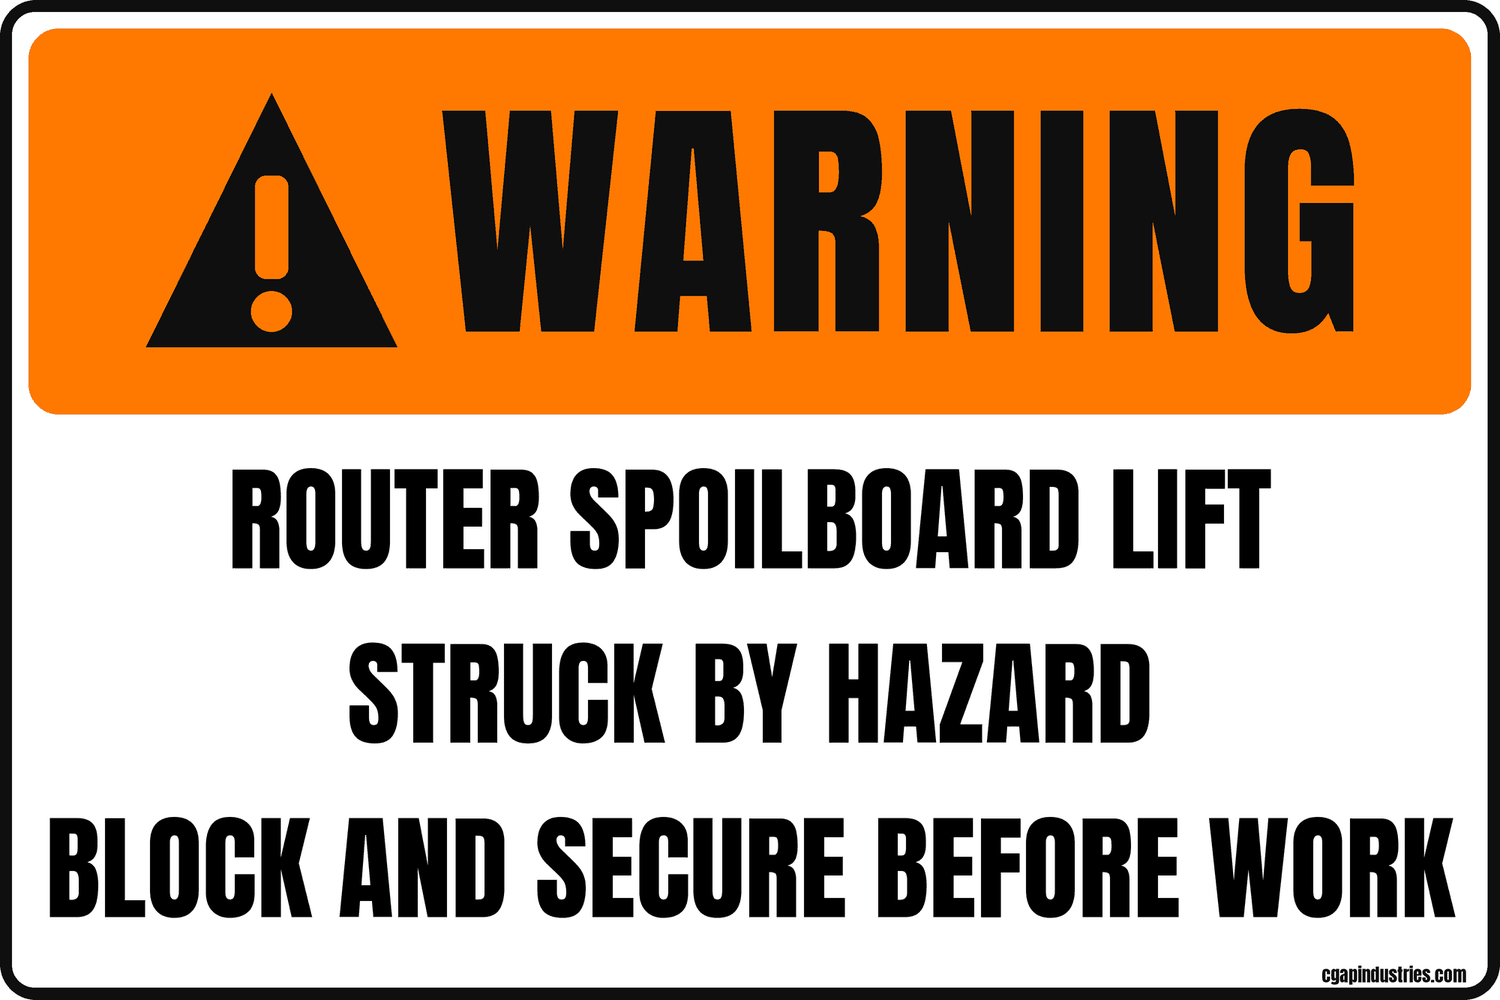 WARNING
ROUTER SPOILBOARD LIFT
STRUCK BY HAZARD
BLOCK AND SECURE BEFORE WORK
cgapindustries.com